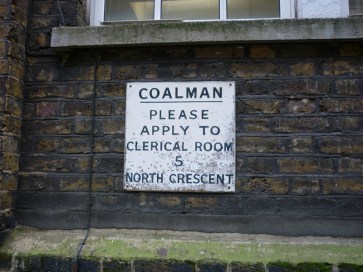 COALMAN
PLEASE
APPLY TO
CLERICAL ROOM
5
NORTH CRESCENT